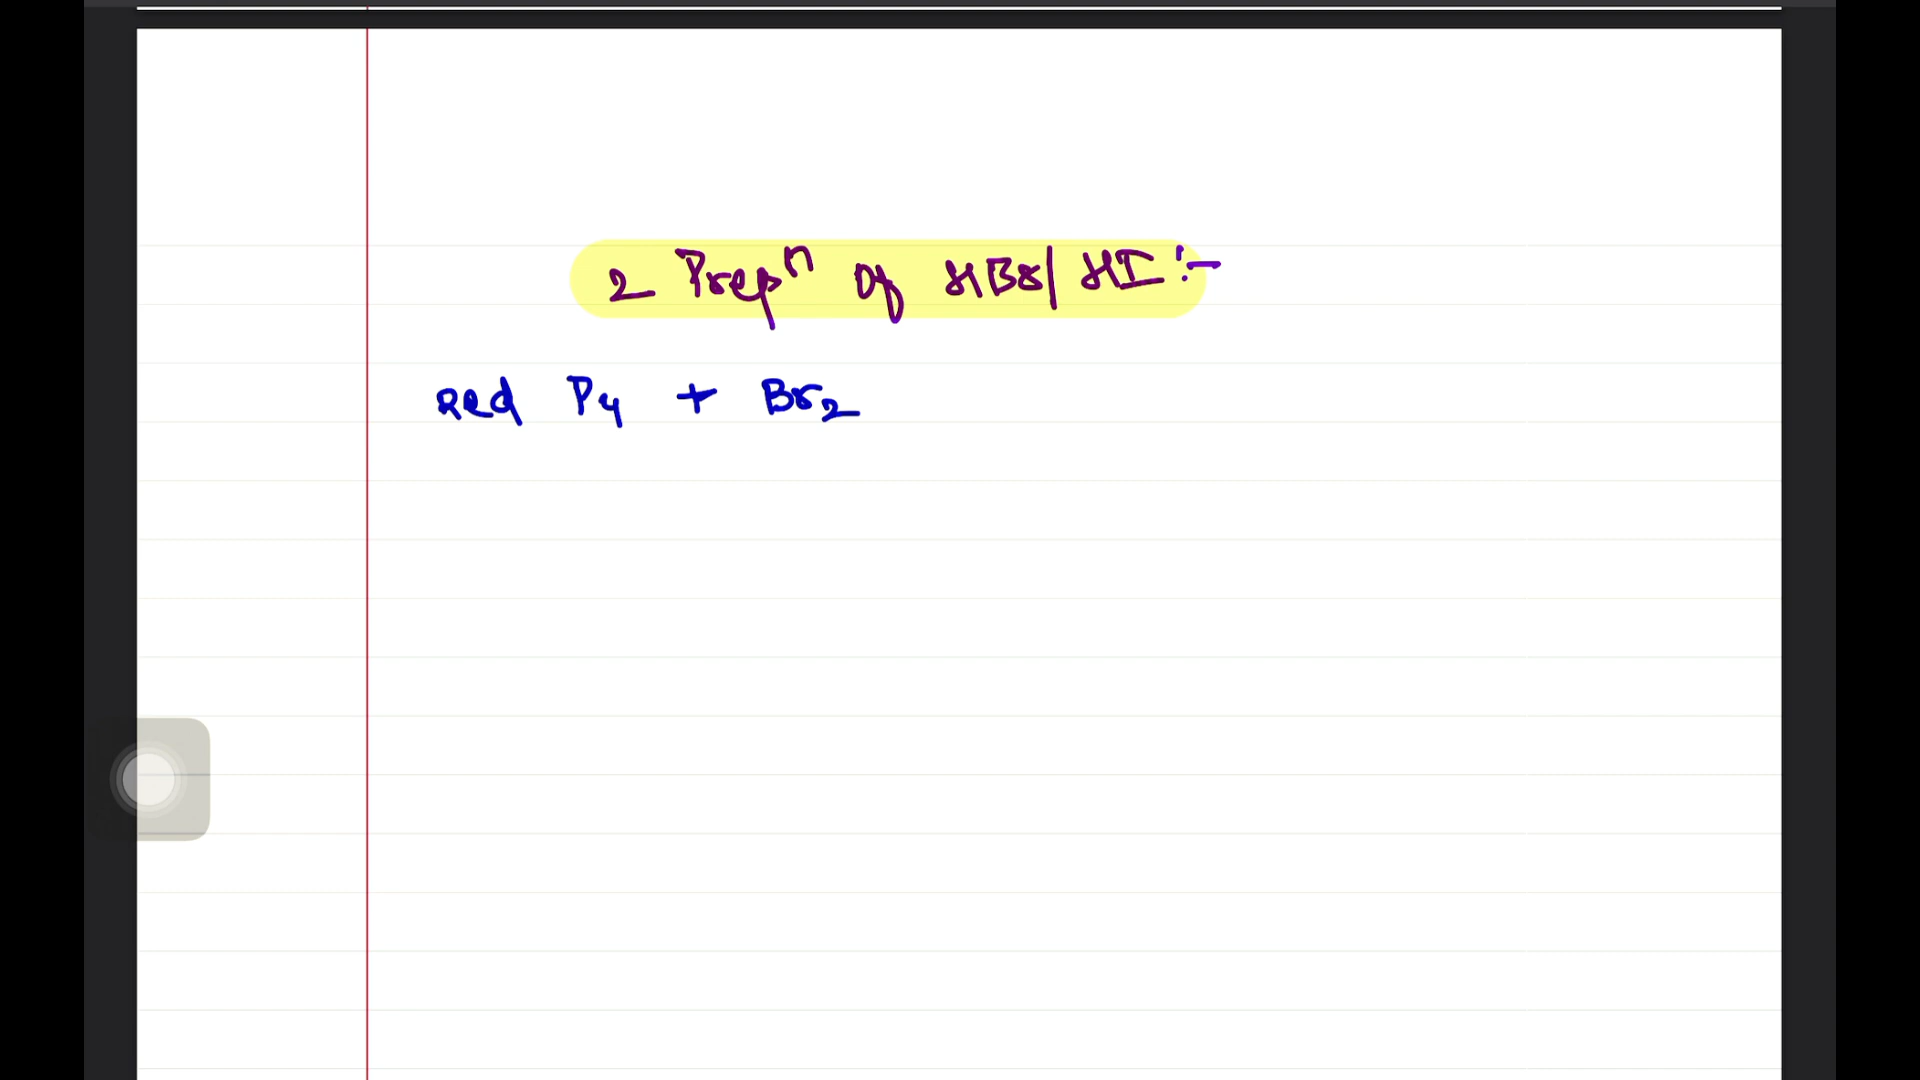 2 Prepⁿ of HBr/HI :-
Red P₄ + Br₂